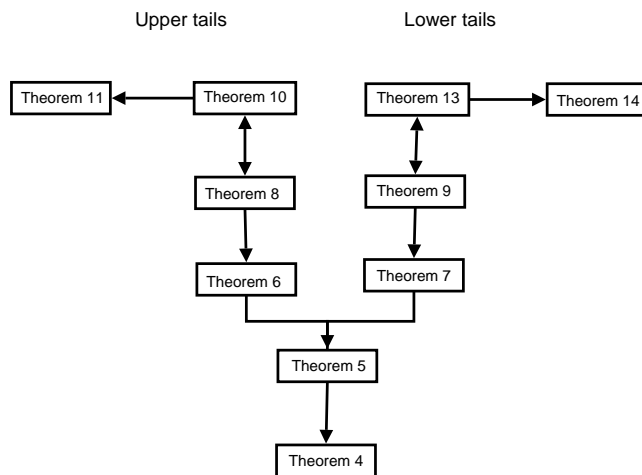 Upper tails
Lower tails
Theorem 11
Theorem 10
Theorem 13
Theorem 14
Theorem 8
Theorem 9
Theorem 6
Theorem 7
Theorem 5
Theorem 4